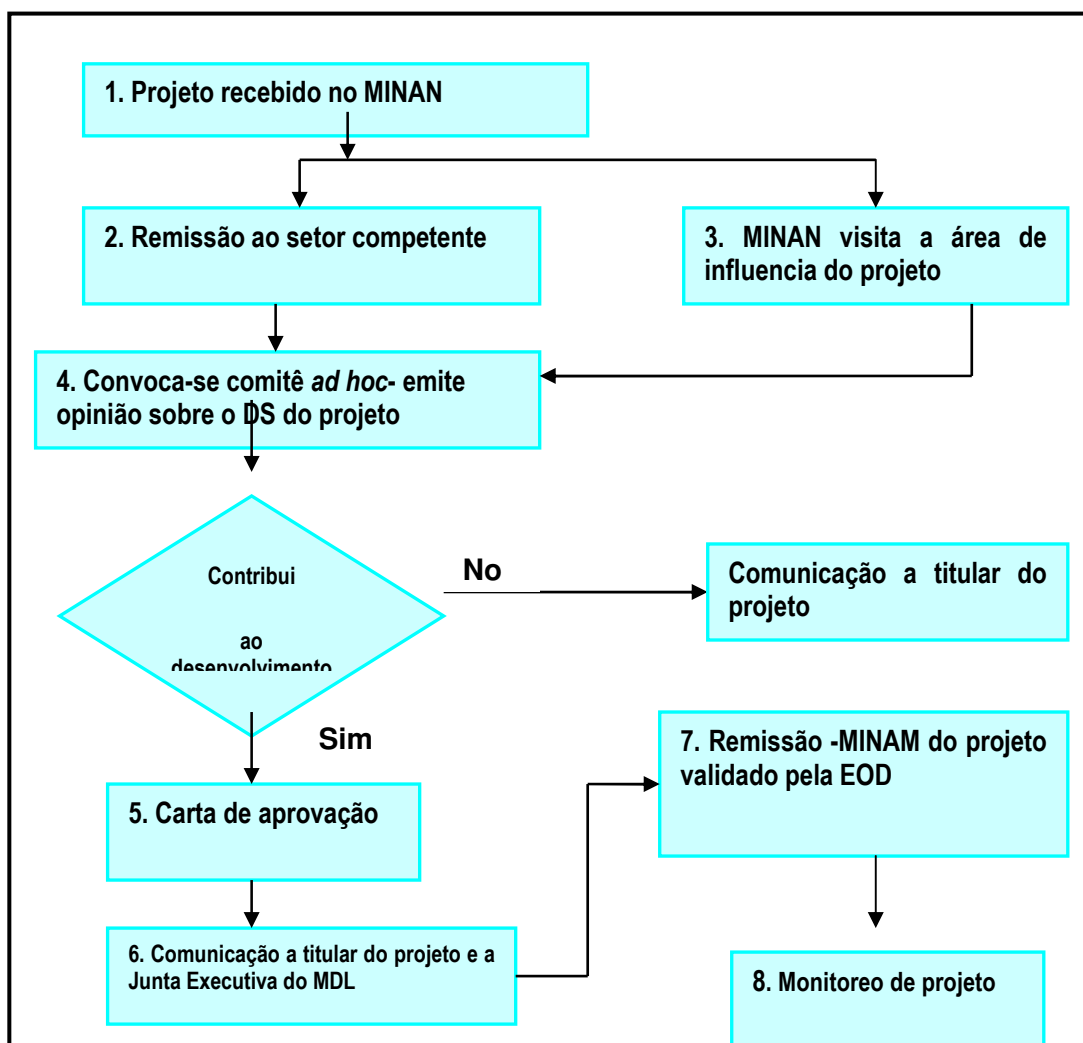 1. Projeto recebido no MINAN
2. Remissão ao setor competente
3. MINAN visita a área de
influencia do projeto
4. Convoca-se comitê ad hoc- emite
opinião sobre o DS do projeto
Contribui
ao
desenvolvimento
No
Comunicação a titular do
projeto
Sim
5. Carta de aprovação
6. Comunicação a titular do projeto e a
Junta Executiva do MDL
7. Remissão -MINAM do projeto
validado pela EOD
8. Monitoreo de projeto